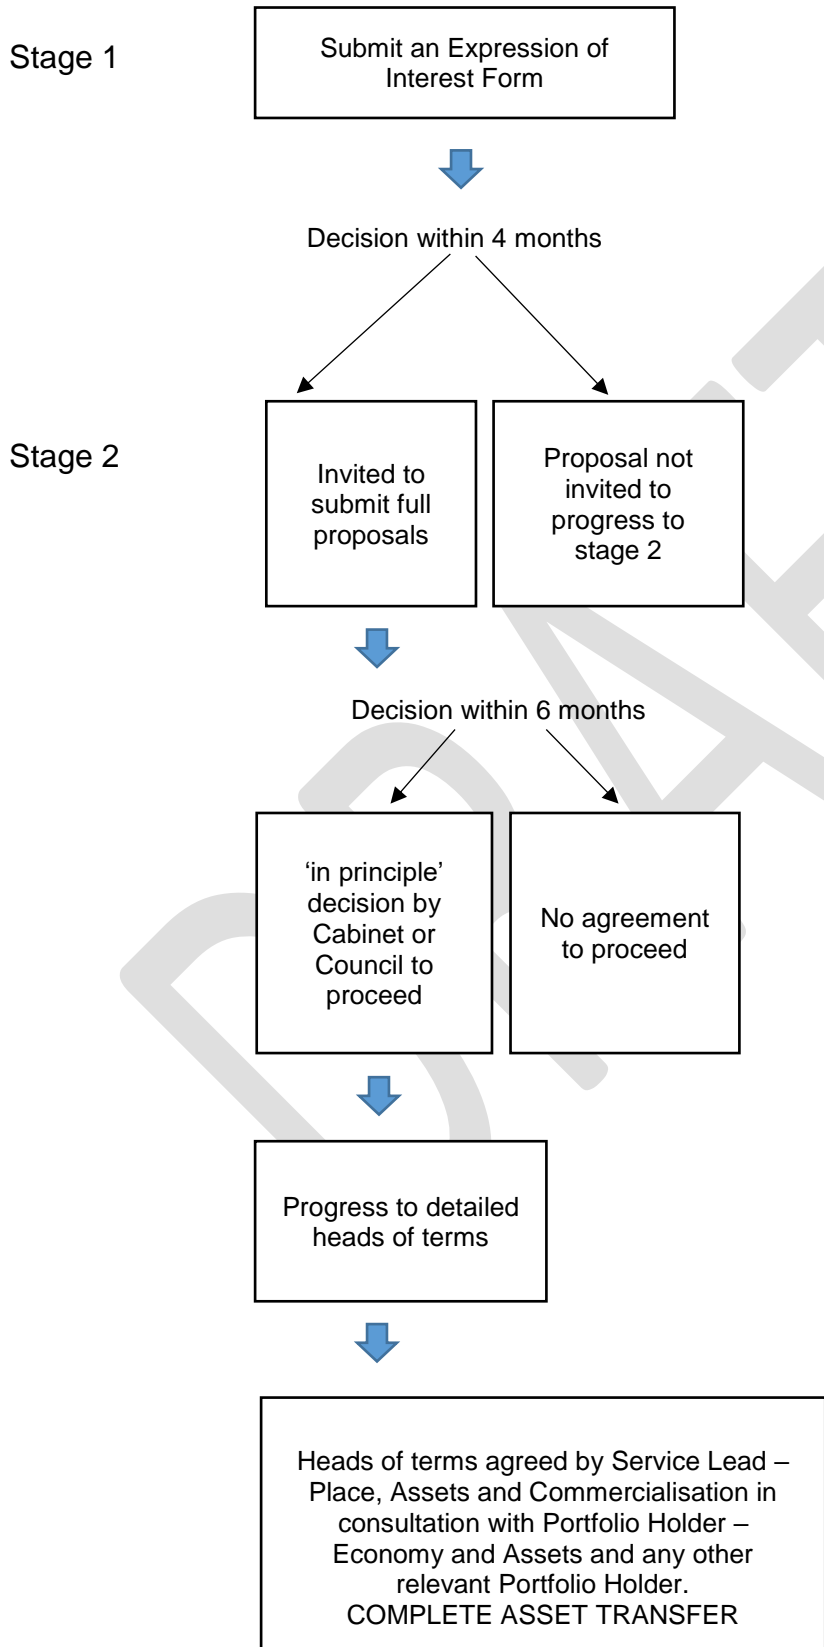 Stage 1
Submit an Expression of
Interest Form
Decision within 4 months
Stage 2
Invited to
submit full
proposals
Proposal not
invited to
progress to
stage 2
Decision within 6 months
‘in principle’
decision by
Cabinet or
Council to
proceed
No agreement
to proceed
Progress to detailed
heads of terms
Heads of terms agreed by Service Lead –
Place, Assets and Commercialisation in
consultation with Portfolio Holder –
Economy and Assets and any other
relevant Portfolio Holder.
COMPLETE ASSET TRANSFER
DRAFT